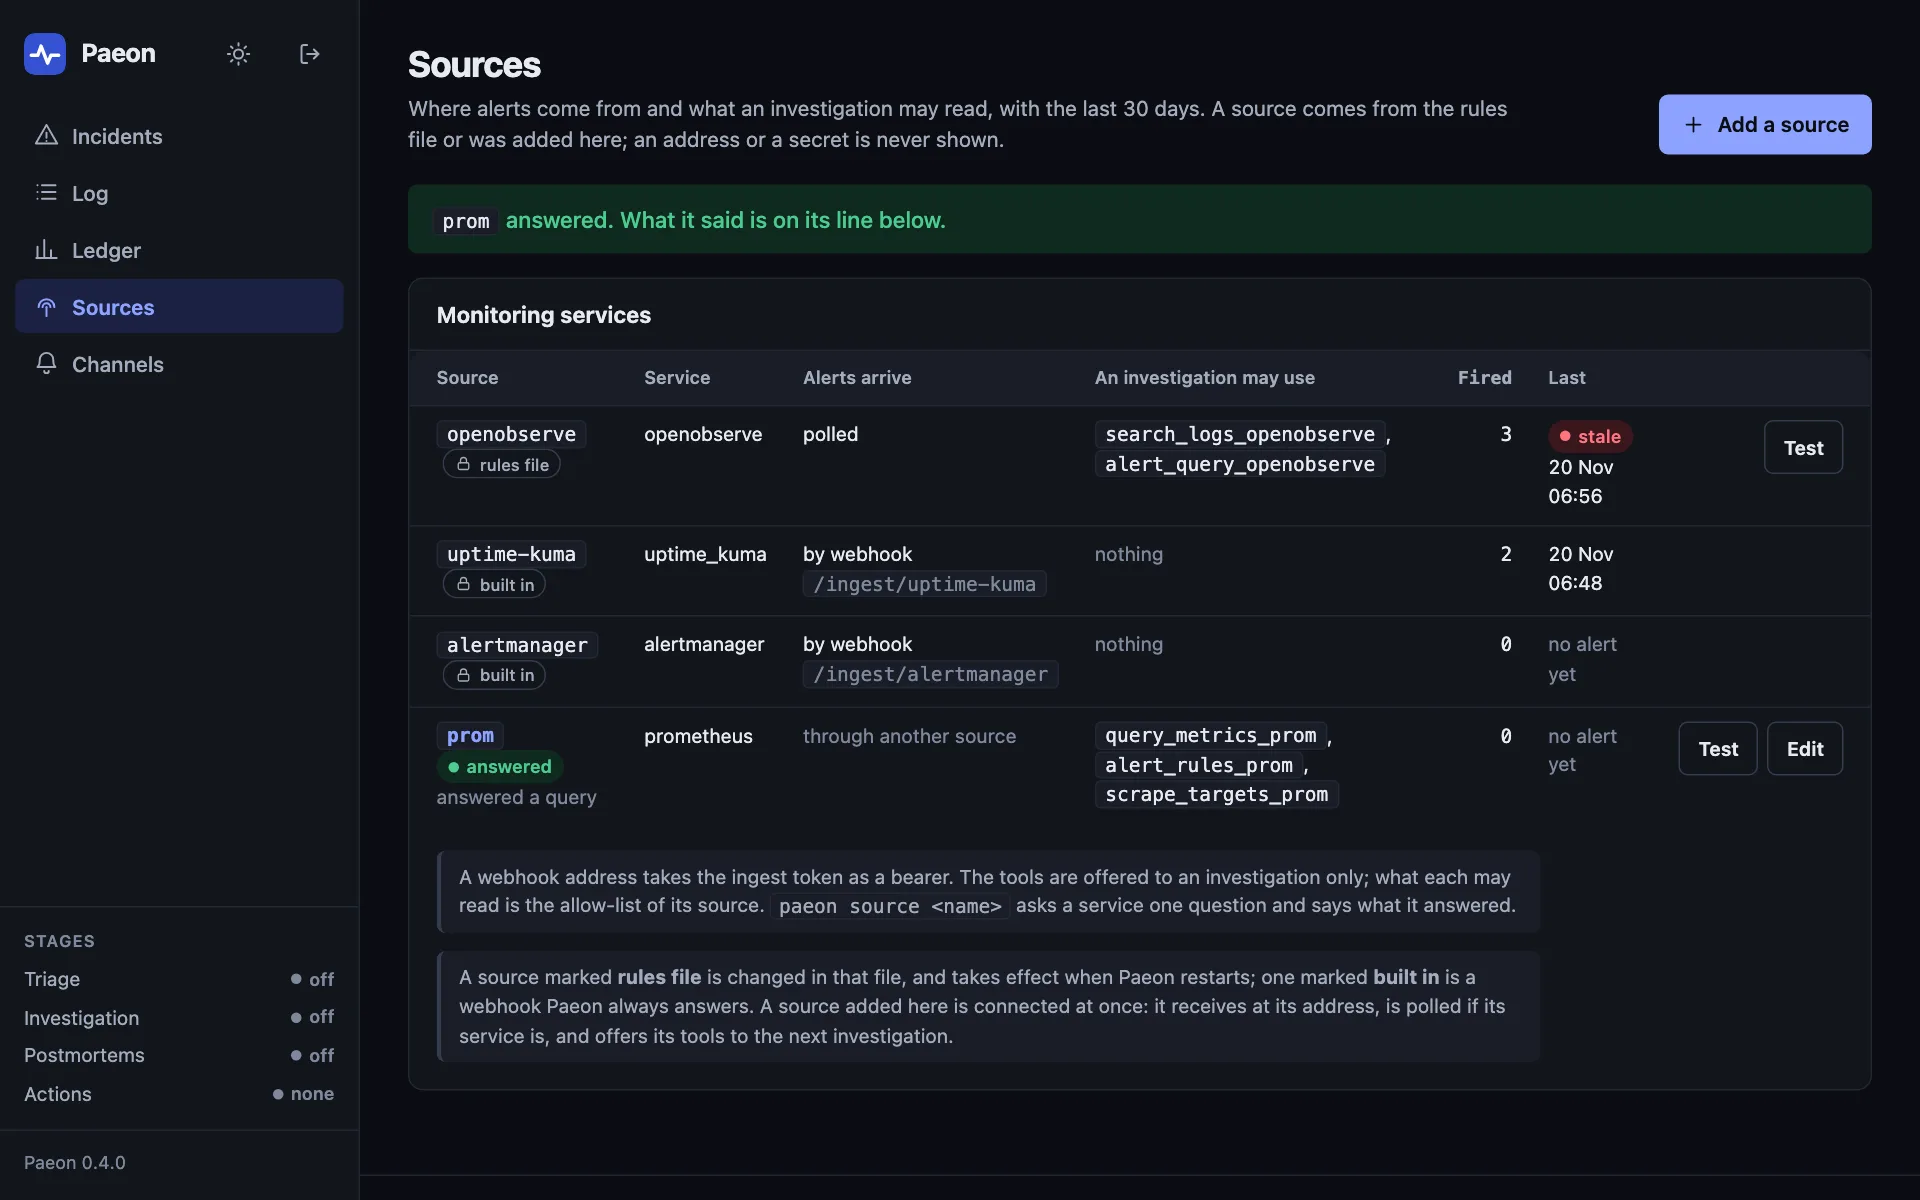 Paeon
Incidents
Log
Ledger
Sources
Channels
STAGES
Triage off
Investigation off
Postmortems off
Actions none
Paeon 0.4.0
Sources
Where alerts come from and what an investigation may read, with the last 30 days. A source comes from the rules
file or was added here; an address or a secret is never shown.
+ Add a source
prom answered. What it said is on its line below.
Monitoring services
Source Service Alerts arrive An investigation may use Fired Last
openobserve openobserve polled search_logs_openobserve, 3 stale
rules file alert_query_openobserve 20 Nov Test
06:56
uptime-kuma uptime_kuma by webhook nothing 2 20 Nov
built in /ingest/uptime-kuma 06:48
alertmanager alertmanager by webhook nothing 0 no alert
built in /ingest/alertmanager yet
prom prometheus through another source query_metrics_prom, 0 no alert Test Edit
answered alert_rules_prom, yet
answered a query scrape_targets_prom
A webhook address takes the ingest token as a bearer. The tools are offered to an investigation only; what each may
read is the allow-list of its source. paeon source <name> asks a service one question and says what it answered.
A source marked rules file is changed in that file, and takes effect when Paeon restarts; one marked built in is a
webhook Paeon always answers. A source added here is connected at once: it receives at its address, is polled if its
service is, and offers its tools to the next investigation.